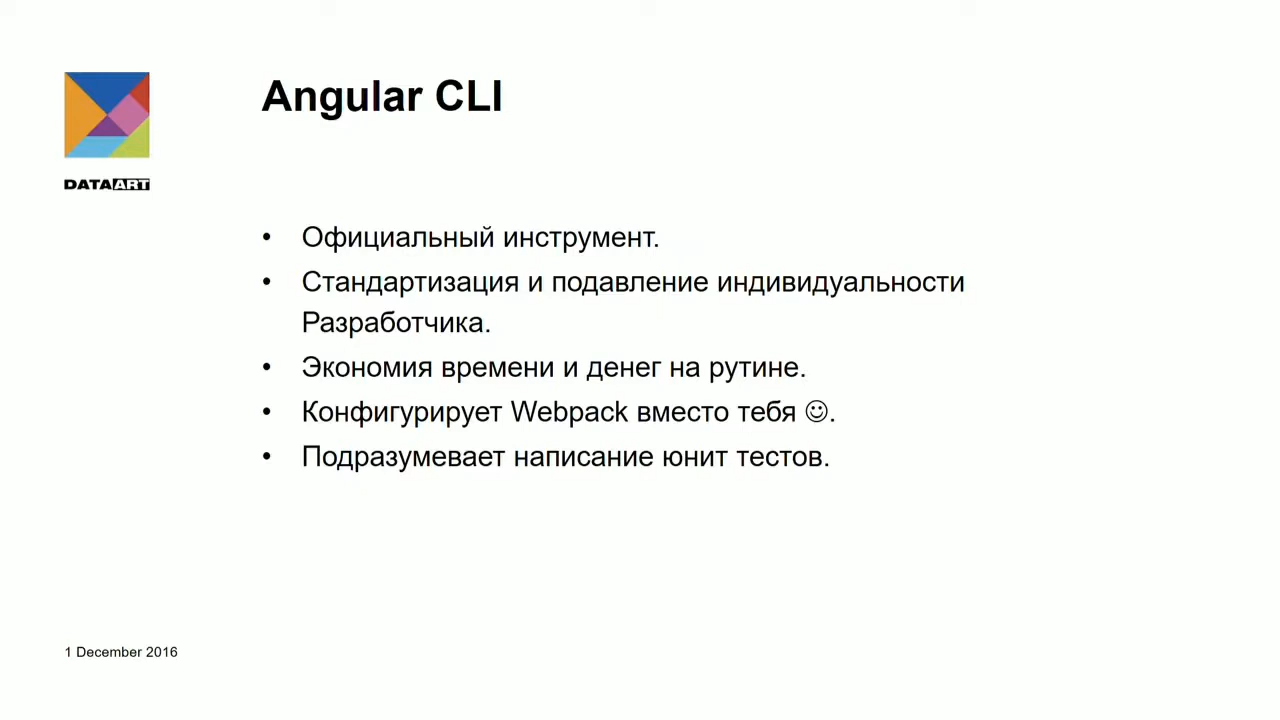 Angular CLI
DATAART
• Официальный инструмент.
• Стандартизация и подавление индивидуальности
Разработчика.
• Экономия времени и денег на рутине.
• Конфигурирует Webpack вместо тебя ☺.
• Подразумевает написание юнит тестов.
1 December 2016